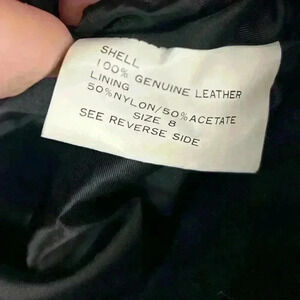 SHELL
100% GENUINE LEATHER
LINING
50%NYLON/50%ACETATE
SIZE 8
SEE REVERSE SIDE